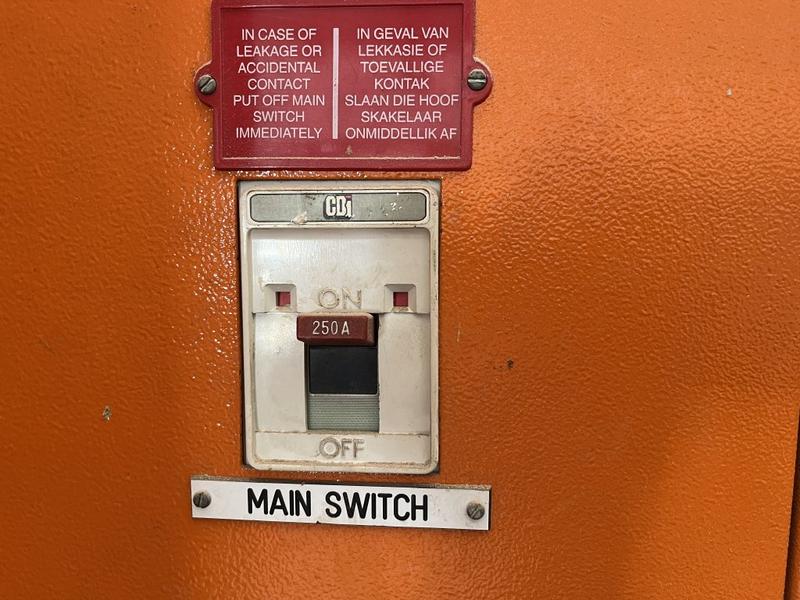 IN CASE OF
LEAKAGE OR
ACCIDENTAL
CONTACT
PUT OFF MAIN
SWITCH
IMMEDIATELY
IN GEVAL VAN
LEKKASIE OF
TOEVALLIGE
KONTAK
SLAAN DIE HOOF
SKAKELAAR
ONMIDDELLIK AF
CBi
ON
250A
OFF
MAIN SWITCH